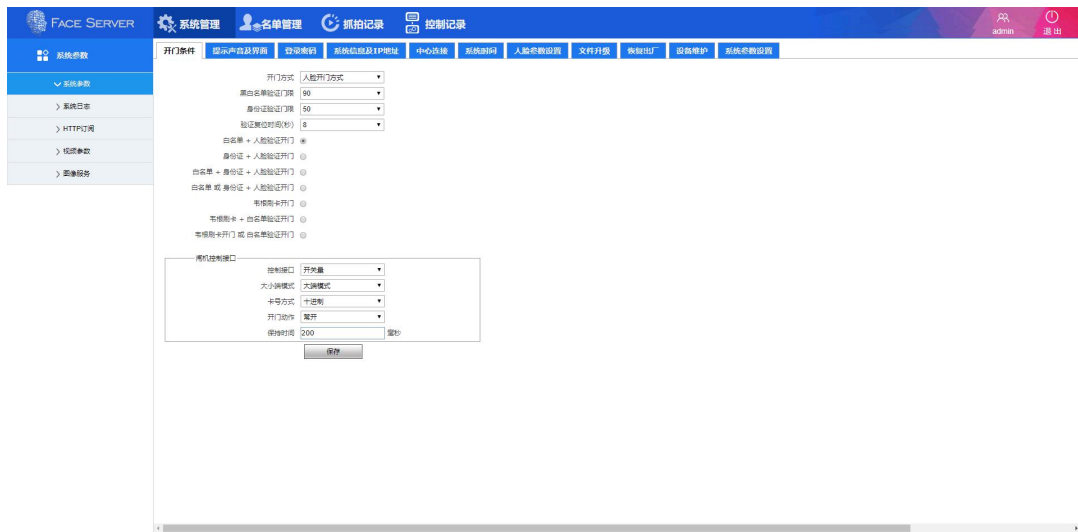 FACE SERVER 系统管理 名单管理 抓拍记录 控制记录 admin 退出
系统参数
系统参数
系统日志
HTTP订阅
视频参数
图像服务
开门条件 提示声音及界面 登录密码 系统信息及IP地址 中心连接 系统时间 人脸参数设置 文件升级 恢复出厂 设备维护 系统参数设置
开门方式 人脸开门方式
黑白名单验证门限 90
身份证验证门限 50
验证复位时间(秒) 8
白名单 + 人脸验证开门
身份证 + 人脸验证开门
白名单 + 身份证 + 人脸验证开门
白名单 或 身份证 + 人脸验证开门
韦根刷卡开门
韦根刷卡 + 白名单验证开门
韦根刷卡开门 或 白名单验证开门
闸机控制接口
控制接口 开关量
大小端模式 大端模式
卡号方式 十进制
开门动作 常开
保持时间 200 毫秒
保存